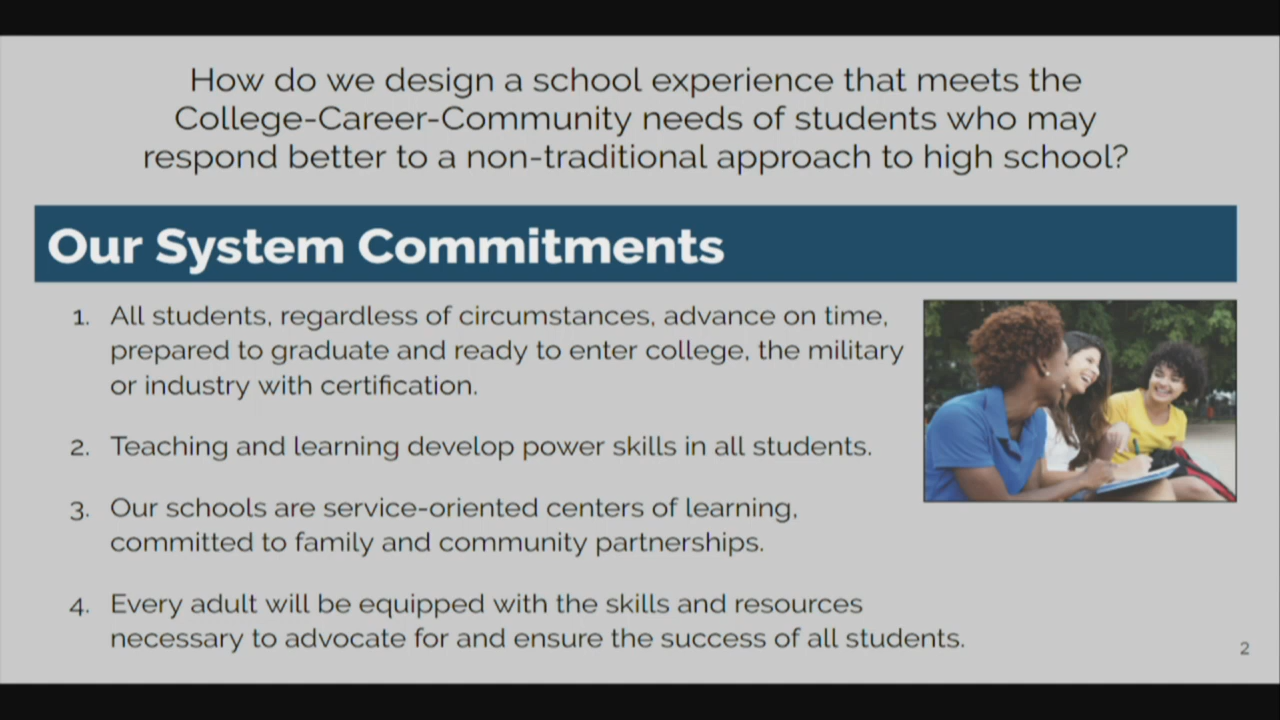 How do we design a school experience that meets the
College-Career-Community needs of students who may
respond better to a non-traditional approach to high school?
Our System Commitments
1. All students, regardless of circumstances, advance on time,
prepared to graduate and ready to enter college, the military
or industry with certification.
2. Teaching and learning develop power skills in all students.
3. Our schools are service-oriented centers of learning,
committed to family and community partnerships.
4. Every adult will be equipped with the skills and resources
necessary to advocate for and ensure the success of all students.
2